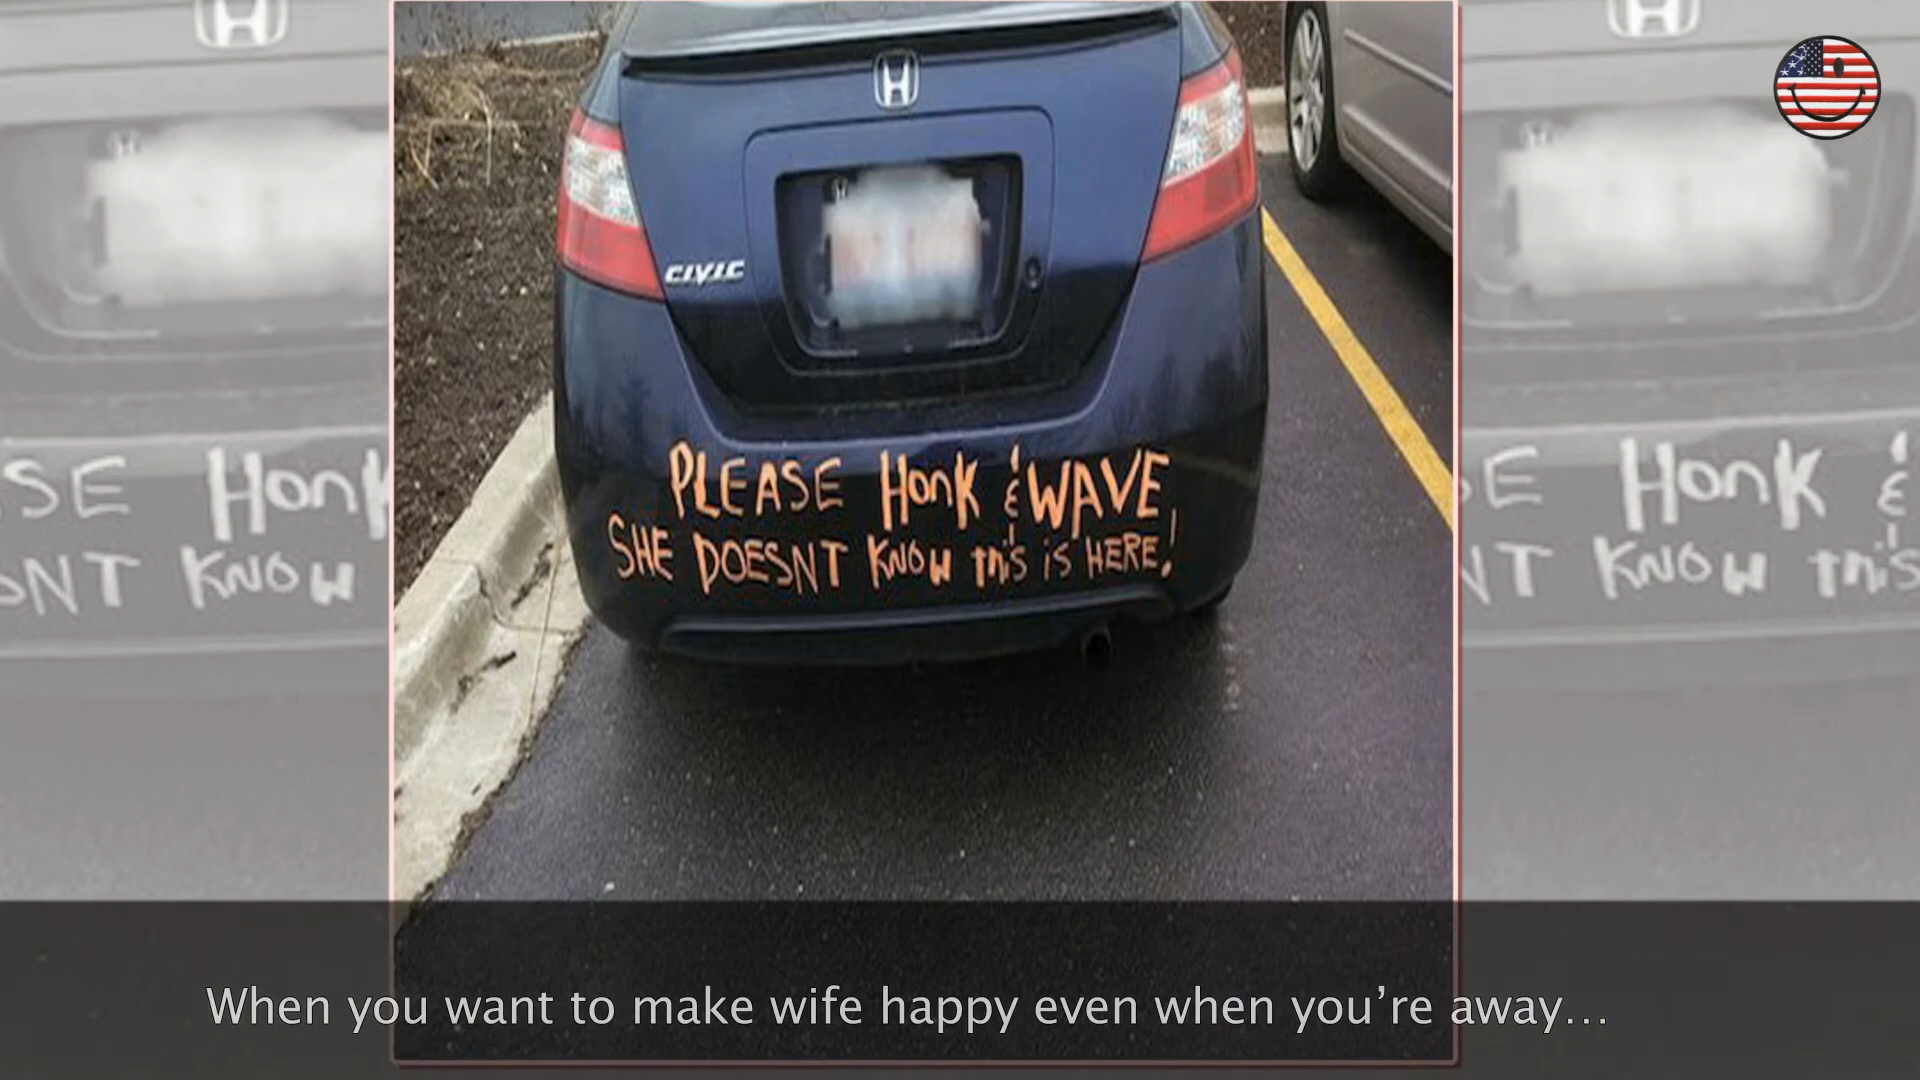 CIVIC
PLEASE Honk & WAVE
SHE DOESNT KNOW this is HERE!
When you want to make wife happy even when you’re away…